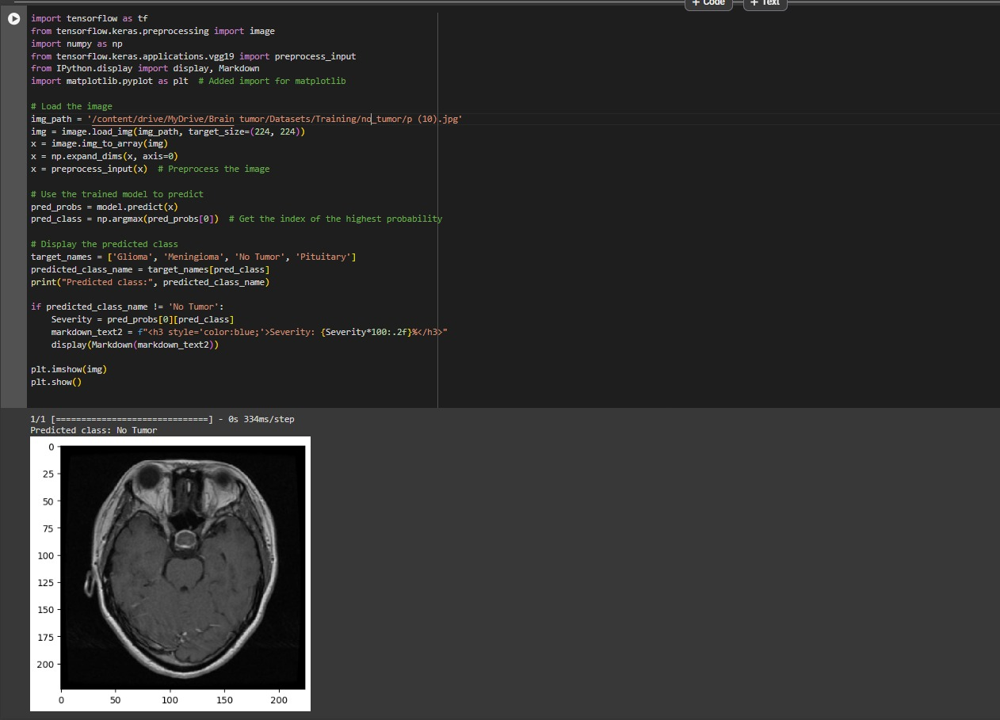 + Code + Text
import tensorflow as tf
from tensorflow.keras.preprocessing import image
import numpy as np
from tensorflow.keras.applications.vgg19 import preprocess_input
from IPython.display import display, Markdown
import matplotlib.pyplot as plt  # Added import for matplotlib
# Load the image
img_path = '/content/drive/MyDrive/Brain tumor/Datasets/Training/no_tumor/p (10).jpg'
img = image.load_img(img_path, target_size=(224, 224))
x = image.img_to_array(img)
x = np.expand_dims(x, axis=0)
x = preprocess_input(x)  # Preprocess the image
# Use the trained model to predict
pred_probs = model.predict(x)
pred_class = np.argmax(pred_probs[0])  # Get the index of the highest probability
# Display the predicted class
target_names = ['Glioma', 'Meningioma', 'No Tumor', 'Pituitary']
predicted_class_name = target_names[pred_class]
print("Predicted class:", predicted_class_name)
if predicted_class_name != 'No Tumor':
    Severity = pred_probs[0][pred_class]
    markdown_text2 = f"<h3 style='color:blue;'>Severity: {Severity*100:.2f}%</h3>"
    display(Markdown(markdown_text2))
plt.imshow(img)
plt.show()
1/1 [==============================] - 0s 334ms/step
Predicted class: No Tumor
0
25
50
75
100
125
150
175
200
0 50 100 150 200